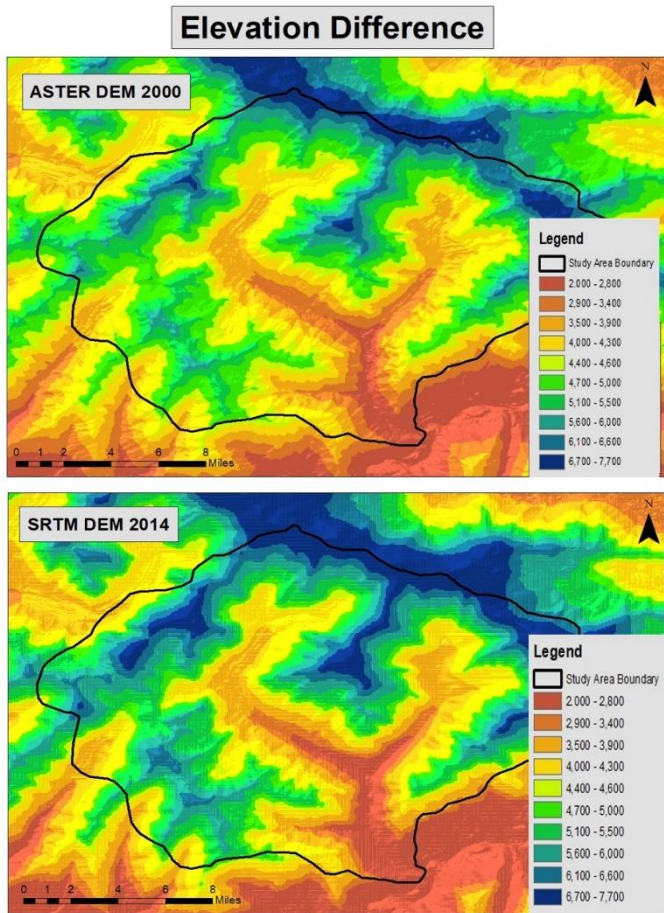 Elevation Difference
ASTER DEM 2000
N
Legend
Study Area Boundary
2.000 - 2,800
2,900 - 3,400
3,500 - 3,900
4,000 - 4,300
4,400 - 4,600
4,700 - 5,000
5,100 - 5,500
5,600 - 6,000
6,100 - 6,600
6,700 - 7,700
0 1 2 4 6 8
Miles
SRTM DEM 2014
N
Legend
Study Area Boundary
2.000 - 2,800
2,900 - 3,400
3,500 - 3,900
4,000 - 4,300
4,400 - 4,600
4,700 - 5,000
5,100 - 5,500
5,600 - 6,000
6,100 - 6,600
6,700 - 7,700
0 1 2 4 6 8
Miles